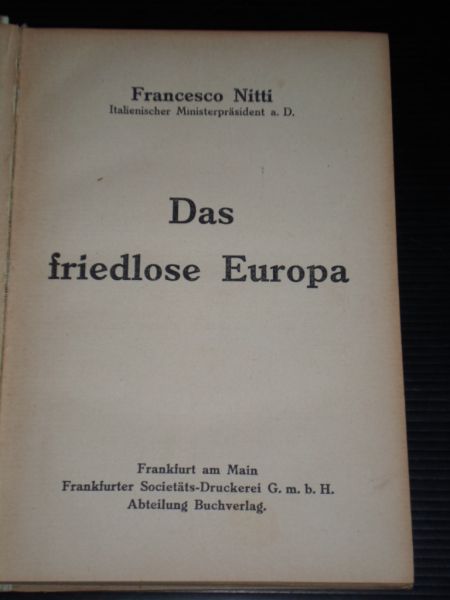 Francesco Nitti
Italienischer Ministerpräsident a. D.
Das
friedlose Europa
Frankfurt am Main
Frankfurter Societäts-Druckerei G. m. b. H.
Abteilung Buchverlag.